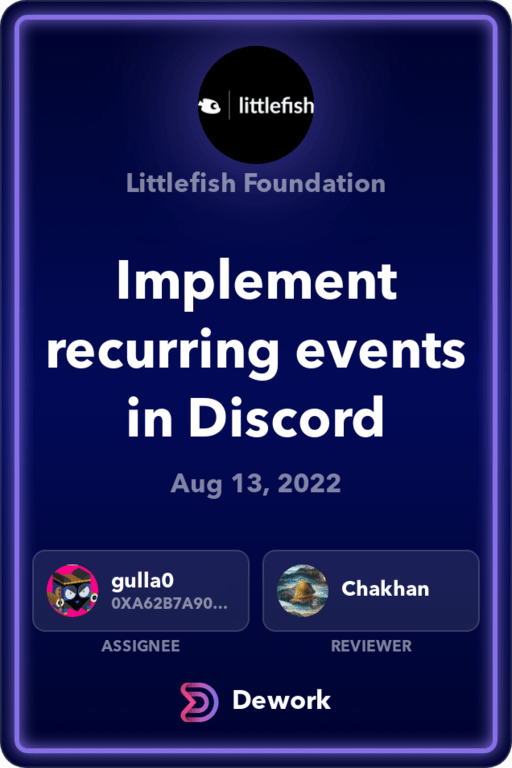 littlefish
Littlefish Foundation
Implement
recurring events
in Discord
Aug 13, 2022
gulla0
0XA62B7A90...
Chakhan
ASSIGNEE
REVIEWER
Dework